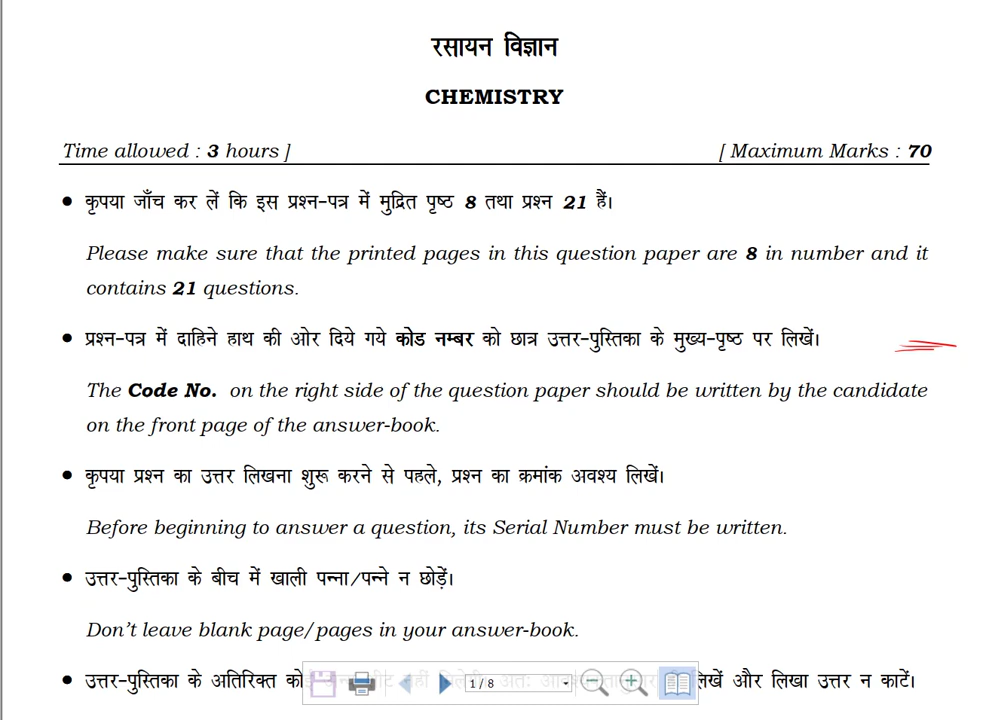 रसायन विज्ञान
CHEMISTRY
Time allowed : 3 hours ] [ Maximum Marks : 70
• कृपया जाँच कर लें कि इस प्रश्न-पत्र में मुद्रित पृष्ठ 8 तथा प्रश्न 21 हैं।
Please make sure that the printed pages in this question paper are 8 in number and it
contains 21 questions.
• प्रश्न-पत्र में दाहिने हाथ की ओर दिये गये कोड नम्बर को छात्र उत्तर-पुस्तिका के मुख्य-पृष्ठ पर लिखें।
The Code No. on the right side of the question paper should be written by the candidate
on the front page of the answer-book.
• कृपया प्रश्न का उत्तर लिखना शुरू करने से पहले, प्रश्न का क्रमांक अवश्य लिखें।
Before beginning to answer a question, its Serial Number must be written.
• उत्तर-पुस्तिका के बीच में खाली पन्ना/पन्ने न छोड़ें।
Don't leave blank page/pages in your answer-book.
• उत्तर-पुस्तिका के अतिरिक्त लिखें और लिखा उत्तर न काटें।
1 / 8